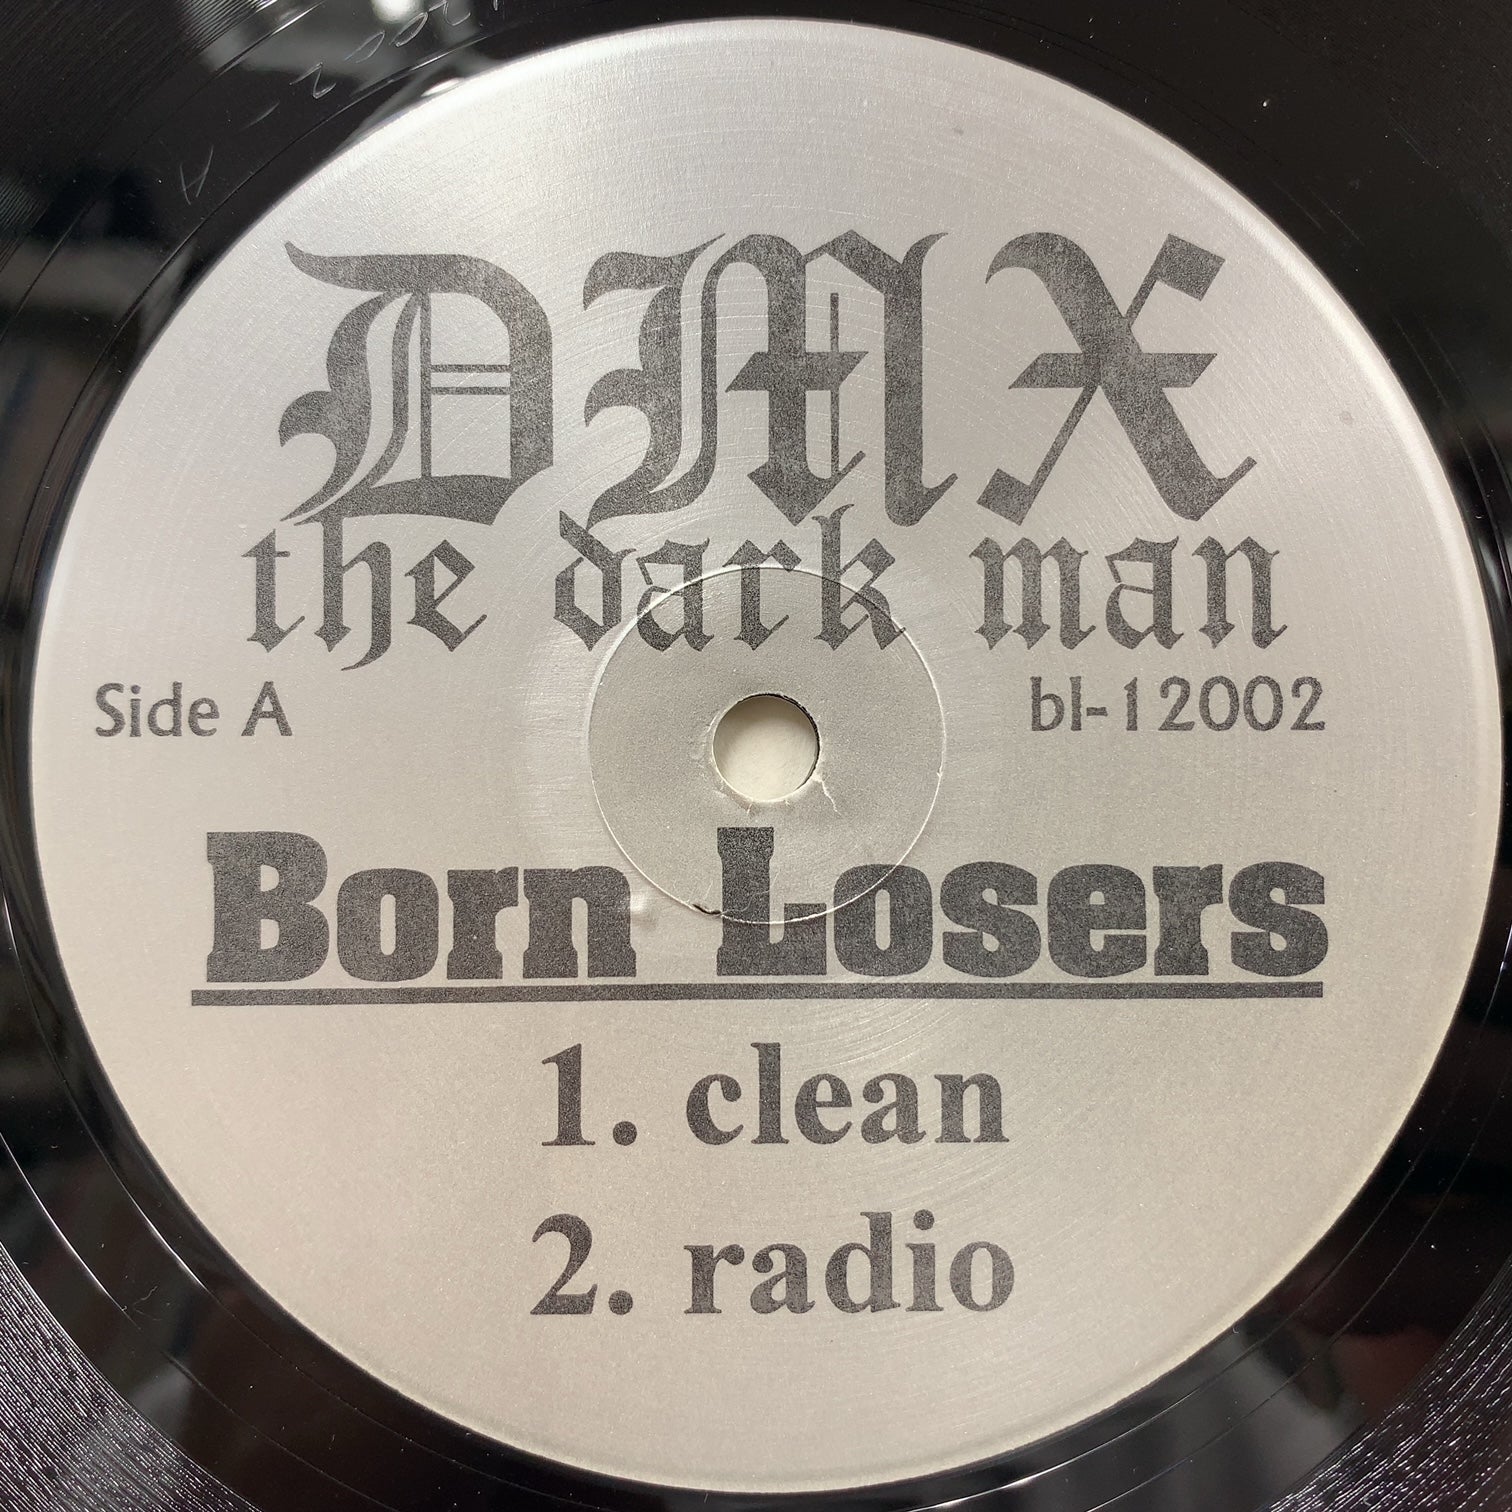 DMX
the dark man
Side A bl-12002
Born Losers
1. clean
2. radio